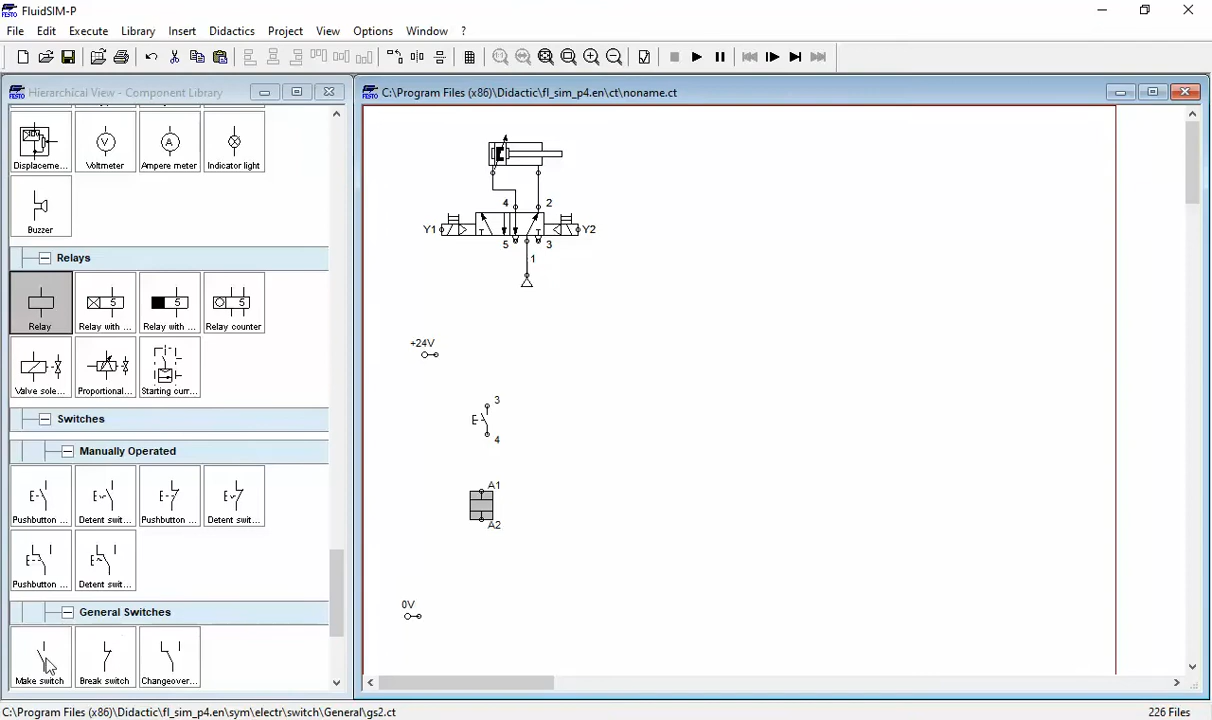 FESTO FluidSIM-P
File Edit Execute Library Insert Didactics Project View Options Window ?
FESTO Hierarchical View - Component Library
FESTO C:\Program Files (x86)\Didactic\fl_sim_p4.en\ct\noname.ct
Displaceme... Voltmeter Ampere meter Indicator light
Buzzer
Relays
Relay Relay with ... Relay with ... Relay counter
Valve sole... Proportional... Starting curr...
Switches
Manually Operated
Pushbutton ... Detent swit... Pushbutton ... Detent swit...
Pushbutton ... Detent swit...
General Switches
Make switch Break switch Changeover...
4 2
Y1 Y2
5 3
1
+24V
3
4
A1
A2
0V
C:\Program Files (x86)\Didactic\fl_sim_p4.en\sym\electr\switch\General\gs2.ct 226 Files